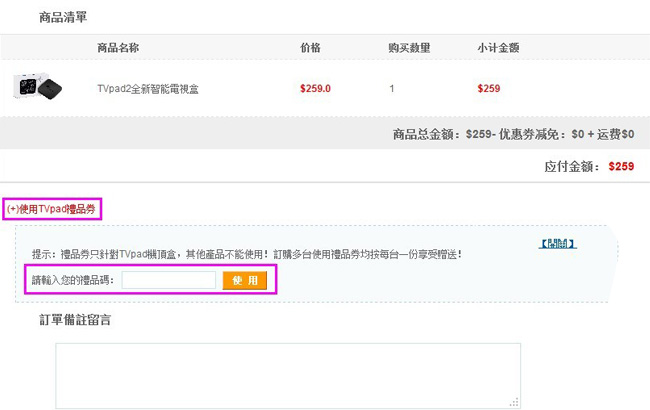 商品清單
商品名称 价格 购买数量 小计金额
TVpad2全新智能電視盒 $259.0 1 $259
商品总金额：$259- 优惠券减免：$0 + 运费$0
应付金额： $259
(+)使用TVpad禮品券
【關閉】
提示：禮品券只針對TVpad機頂盒，其他產品不能使用！訂購多台使用禮品券均按每台一份享受贈送！
請輸入您的禮品碼： 使 用
訂單備註留言